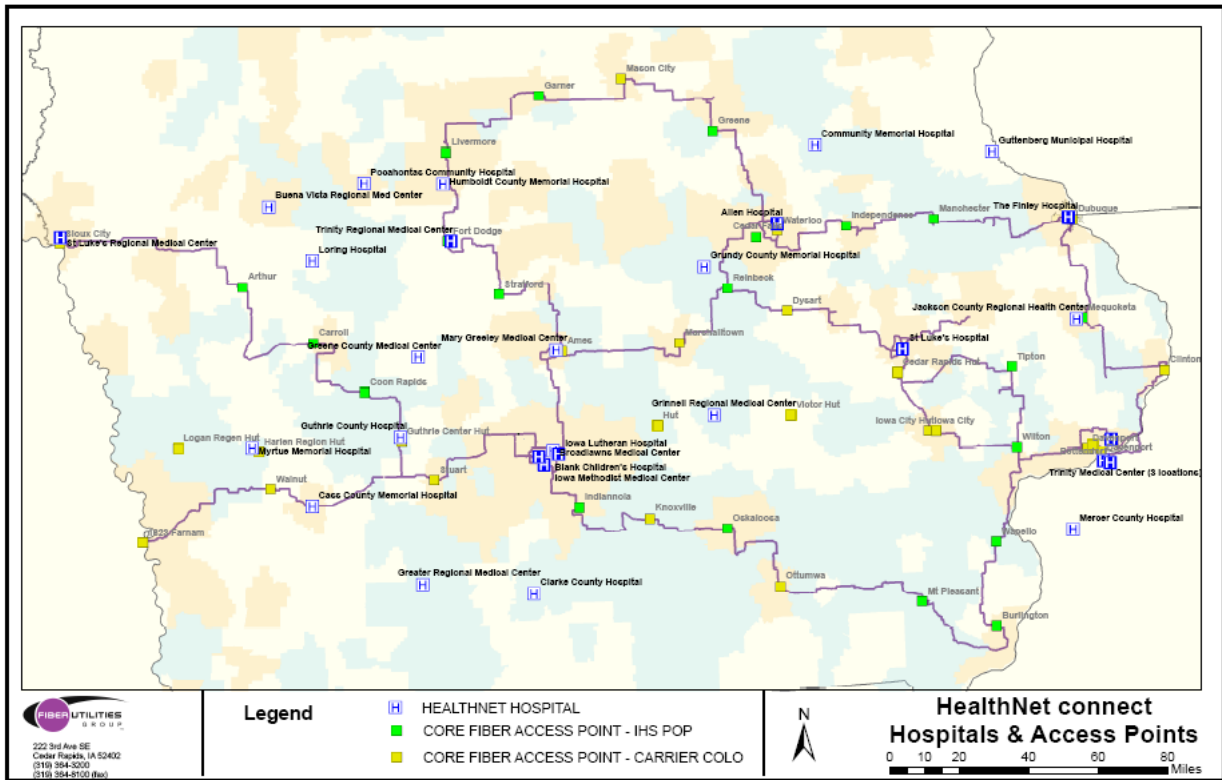 Mason City
Garner
Greene
Community Memorial Hospital
Guttenberg Municipal Hospital
Livermore
Pocahontas Community Hospital
Humboldt County Memorial Hospital
Buena Vista Regional Med Center
Allen Hospital
Waterloo
Independence
Manchester
The Finley Hospital
Dubuque
Trinity Regional Medical Center
Fort Dodge
Sioux City
St Luke's Regional Medical Center
Loring Hospital
Grundy County Memorial Hospital
Arthur
Stratford
Reinbeck
Dysart
Jackson County Regional Health Center
Maquoketa
Carroll
Greene County Medical Center
Mary Greeley Medical Center
Ames
Marshalltown
St Luke's Hospital
Cedar Rapids Hut
Tipton
Clinton
Coon Rapids
Grinnell Regional Medical Center
Victor Hut
Hut
Iowa City Hut
Iowa City
Guthrie County Hospital
Guthrie Center Hut
Logan Regen Hut
Harlen Region Hut
Myrtue Memorial Hospital
Iowa Lutheran Hospital
Broadlawns Medical Center
Blank Children's Hospital
Iowa Methodist Medical Center
Wilton
Trinity Medical Center (3 locations)
Stuart
Walnut
Cass County Memorial Hospital
Indianola
Knoxville
Oskaloosa
Mercer County Hospital
1623 Farnam
Wapello
Greater Regional Medical Center
Clarke County Hospital
Ottumwa
Mt Pleasant
Burlington
FIBER UTILITIES
GROUP
222 3rd Ave SE
Cedar Rapids, IA 52402
(319) 364-3200
(319) 364-8100 (fax)
Legend
H HEALTHNET HOSPITAL
CORE FIBER ACCESS POINT - IHS POP
CORE FIBER ACCESS POINT - CARRIER COLO
N
HealthNet connect
Hospitals & Access Points
0 10 20 40 60 80
Miles